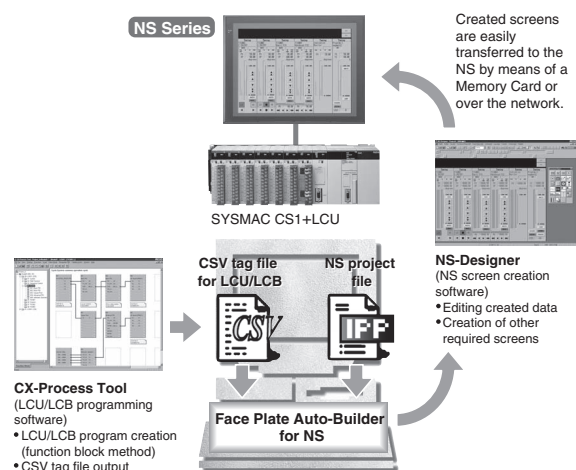 NS Series
Created screens
are easily
transferred to the
NS by means of a
Memory Card or
over the network.
SYSMAC CS1+LCU
CSV tag file
for LCU/LCB
NS project
file
CSV
IPP
NS-Designer
(NS screen creation
software)
• Editing created data
• Creation of other
required screens
CX-Process Tool
(LCU/LCB programming
software)
• LCU/LCB program creation
(function block method)
• CSV tag file output
Face Plate Auto-Builder
for NS